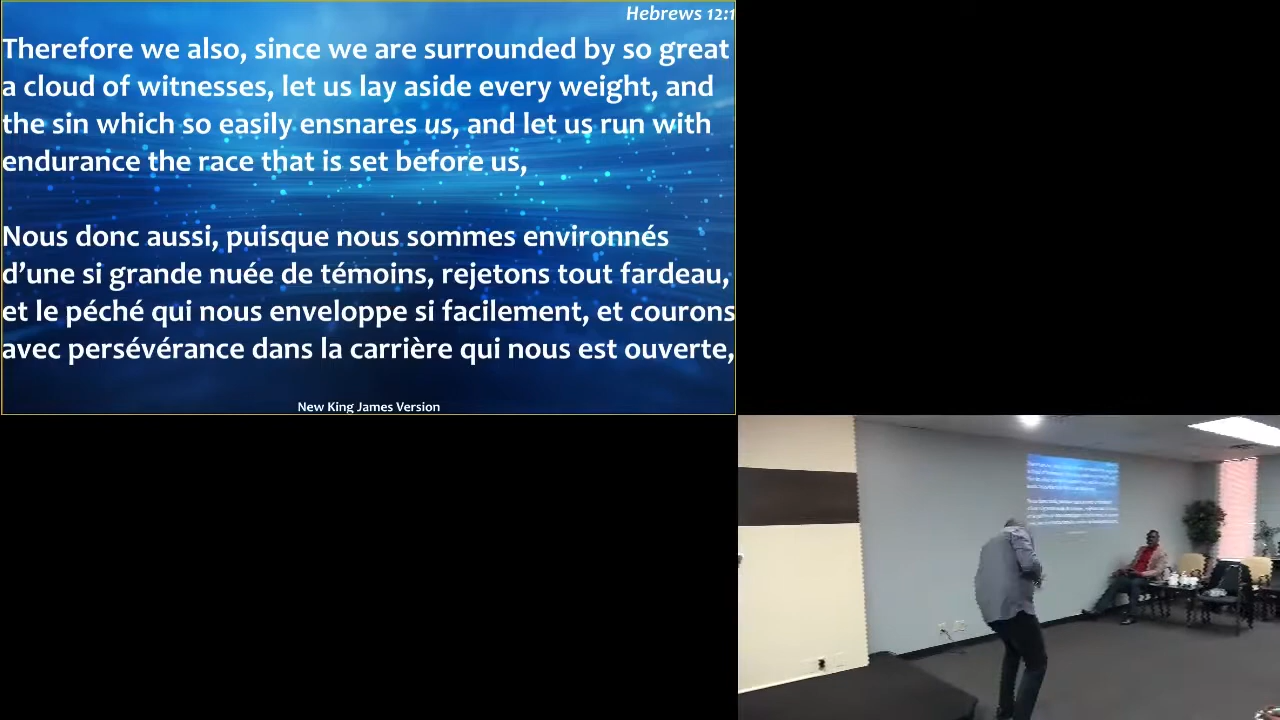 Hebrews 12:1
Therefore we also, since we are surrounded by so great
a cloud of witnesses, let us lay aside every weight, and
the sin which so easily ensnares us, and let us run with
endurance the race that is set before us,
Nous donc aussi, puisque nous sommes environnés
d’une si grande nuée de témoins, rejetons tout fardeau,
et le péché qui nous enveloppe si facilement, et courons
avec persévérance dans la carrière qui nous est ouverte,
New King James Version